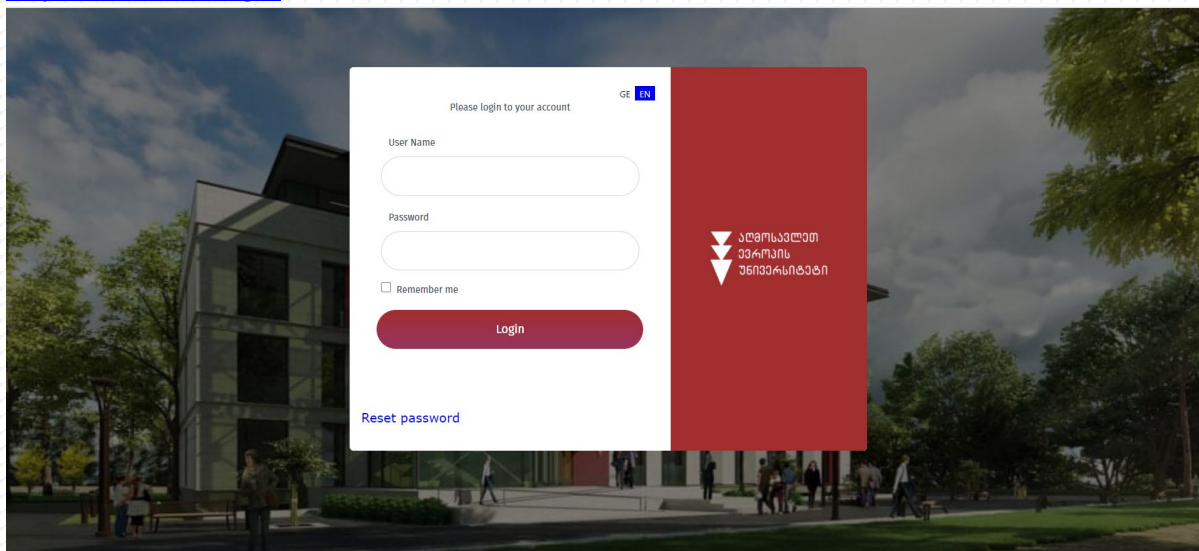 GE EN
Please login to your account
User Name
Password
Remember me
Login
Reset password
აღმოსავლეთ
ევროპის
უნივერსიტეტი